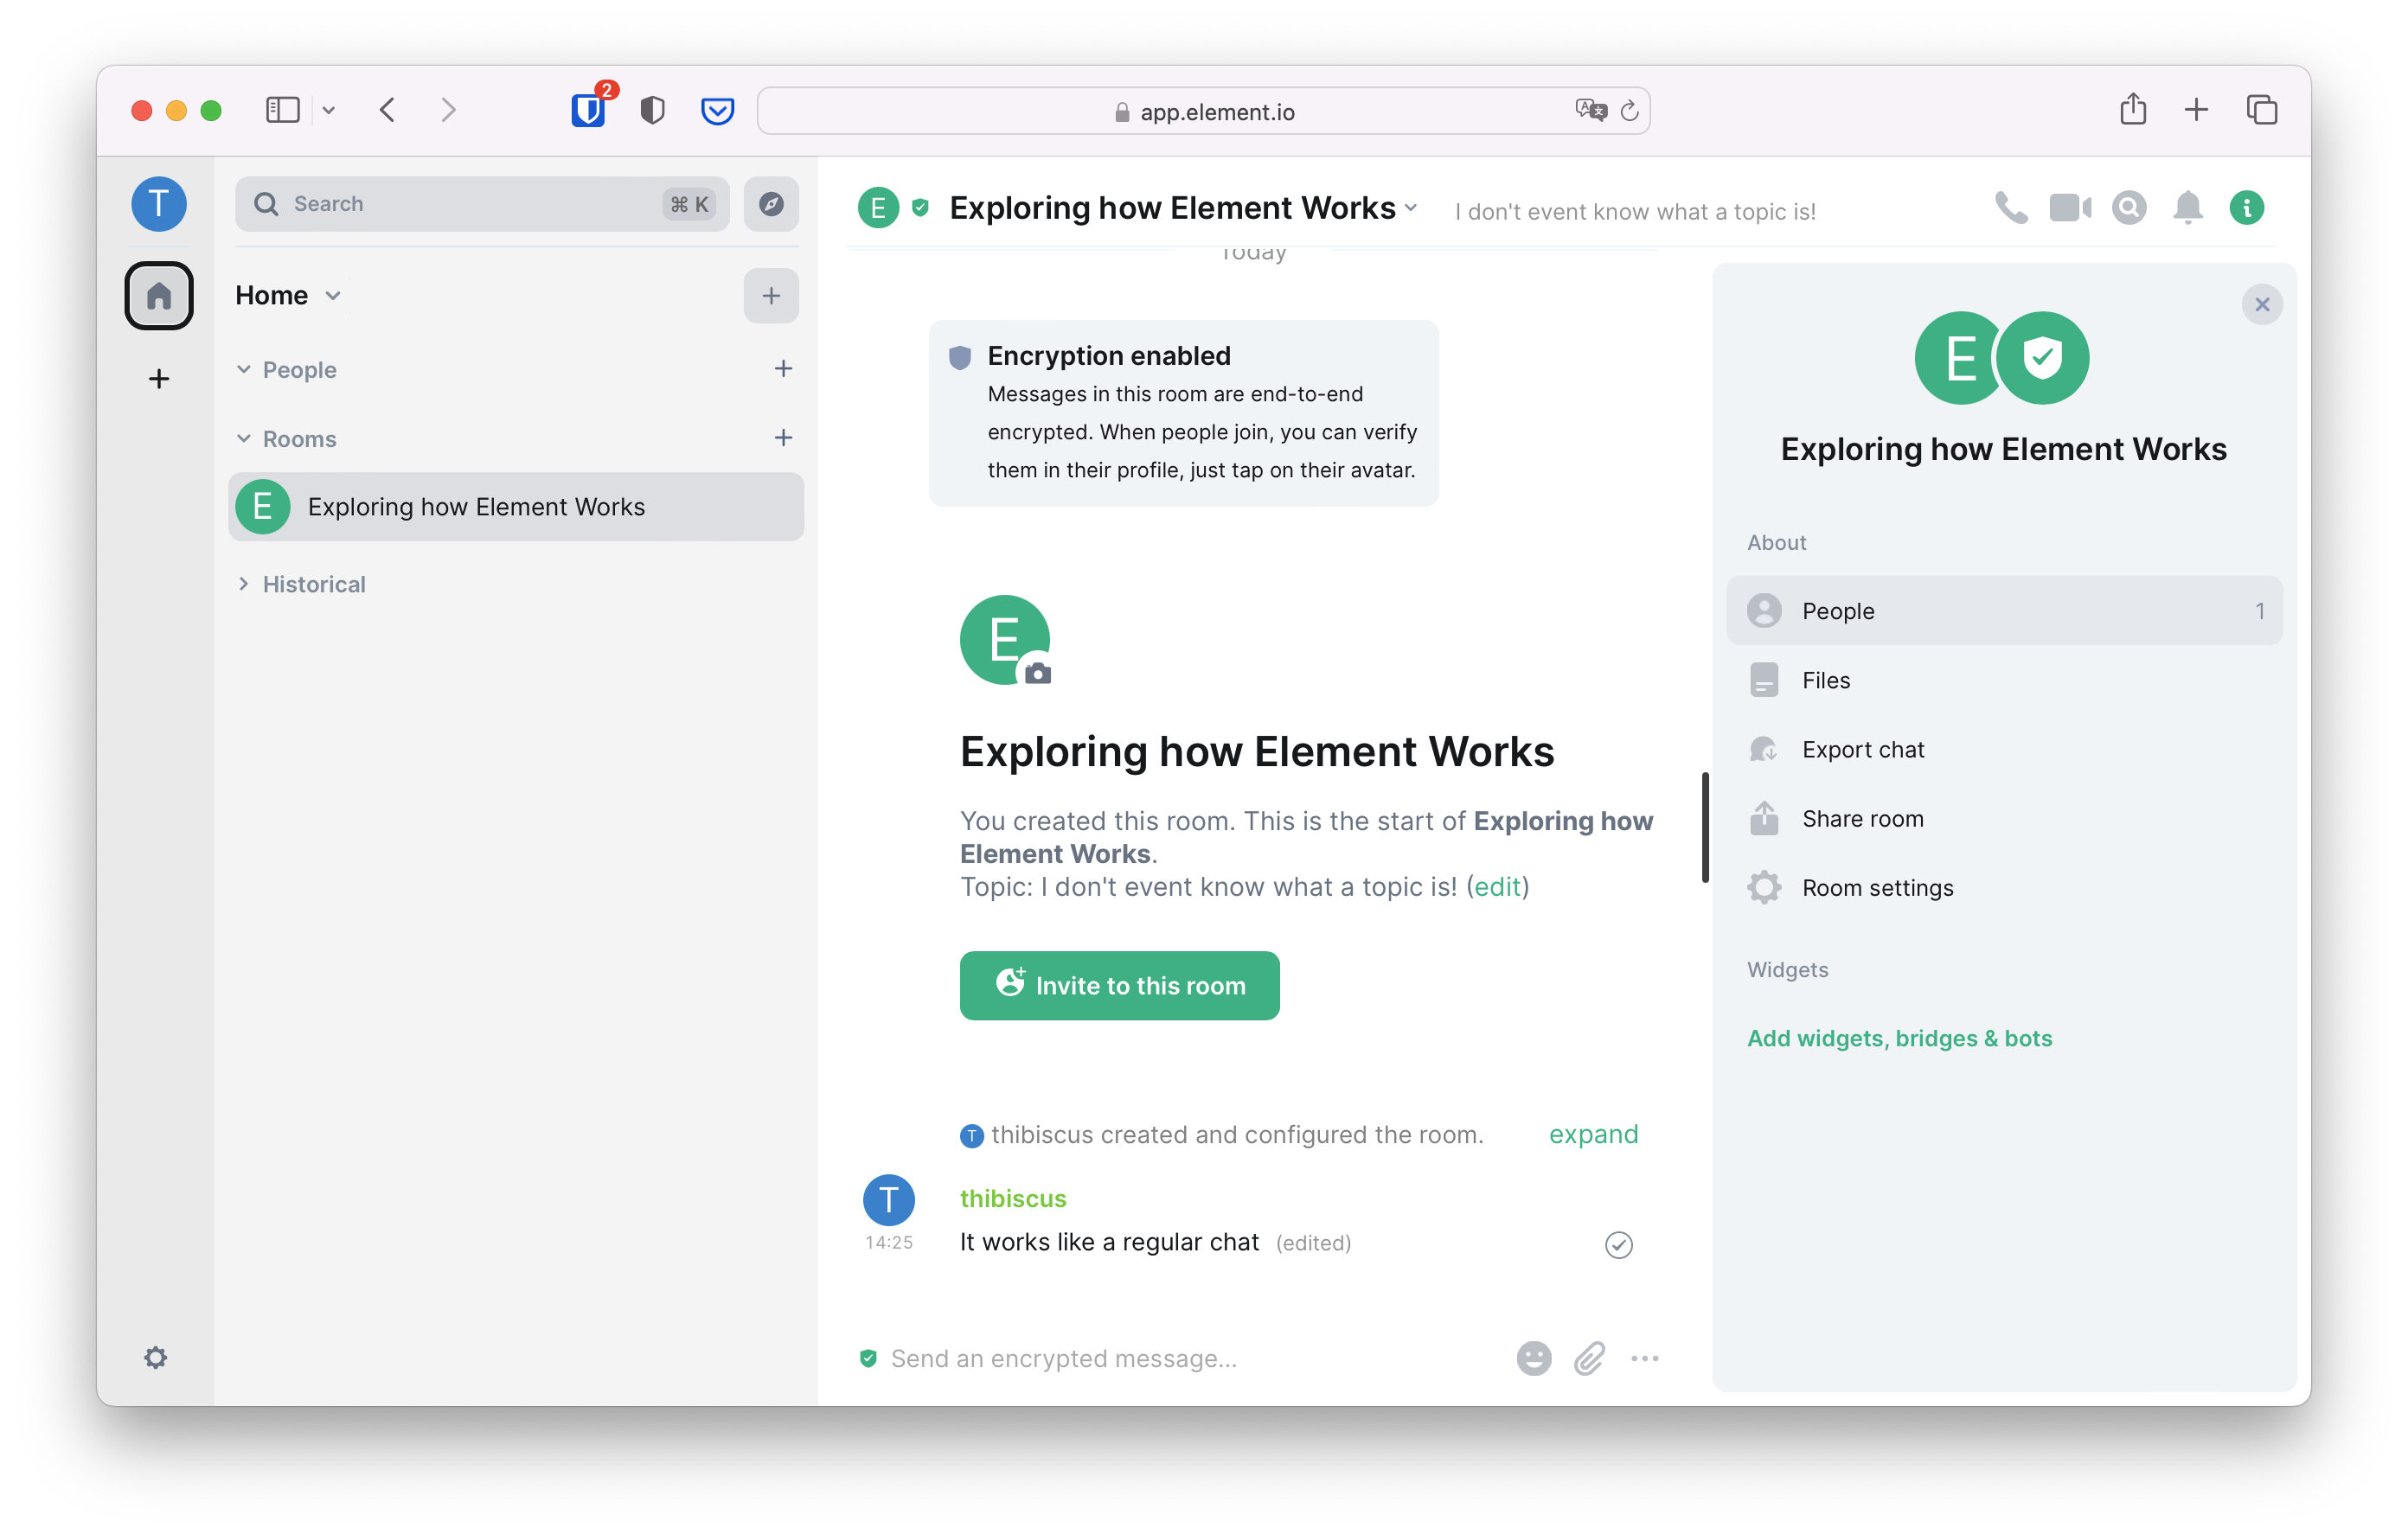 2
app.element.io
T
Search
⌘ K
Home
People
Rooms
E
Exploring how Element Works
Historical
E
Exploring how Element Works
I don't event know what a topic is!
Today
Encryption enabled
Messages in this room are end-to-end
encrypted. When people join, you can verify
them in their profile, just tap on their avatar.
E
Exploring how Element Works
You created this room. This is the start of Exploring how
Element Works.
Topic: I don't event know what a topic is! (edit)
Invite to this room
T thibiscus created and configured the room. expand
T
thibiscus
14:25
It works like a regular chat (edited)
Send an encrypted message...
E
Exploring how Element Works
About
People 1
Files
Export chat
Share room
Room settings
Widgets
Add widgets, bridges & bots